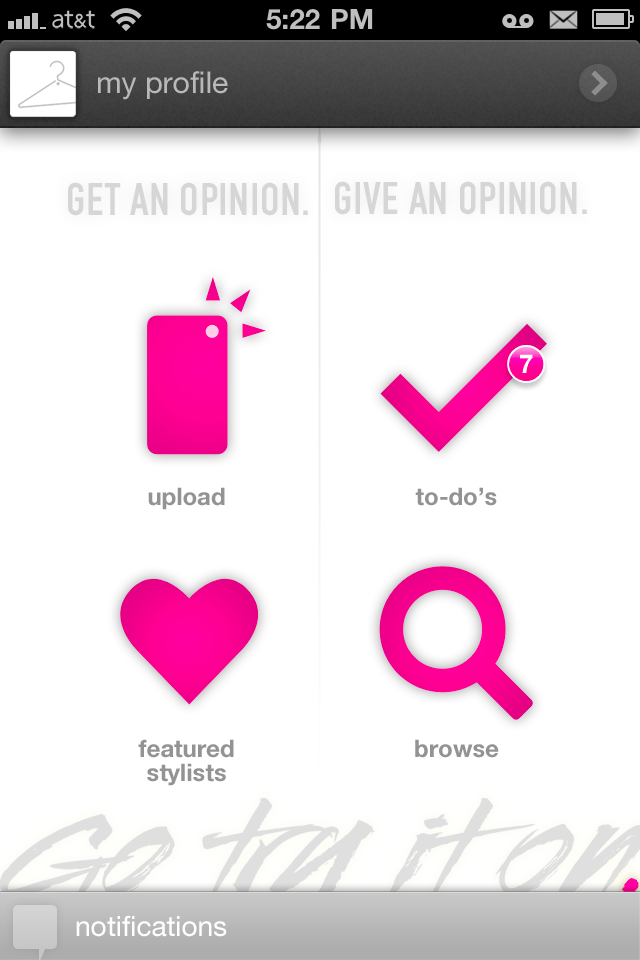 at&t 5:22 PM
my profile
GET AN OPINION. GIVE AN OPINION.
7
upload to-do's
featured
stylists
browse
Go try it on.
notifications